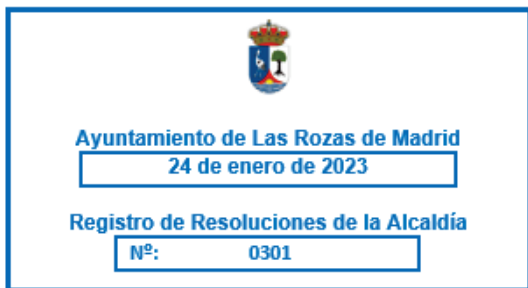 Ayuntamiento de Las Rozas de Madrid
24 de enero de 2023
Registro de Resoluciones de la Alcaldía
Nº: 0301